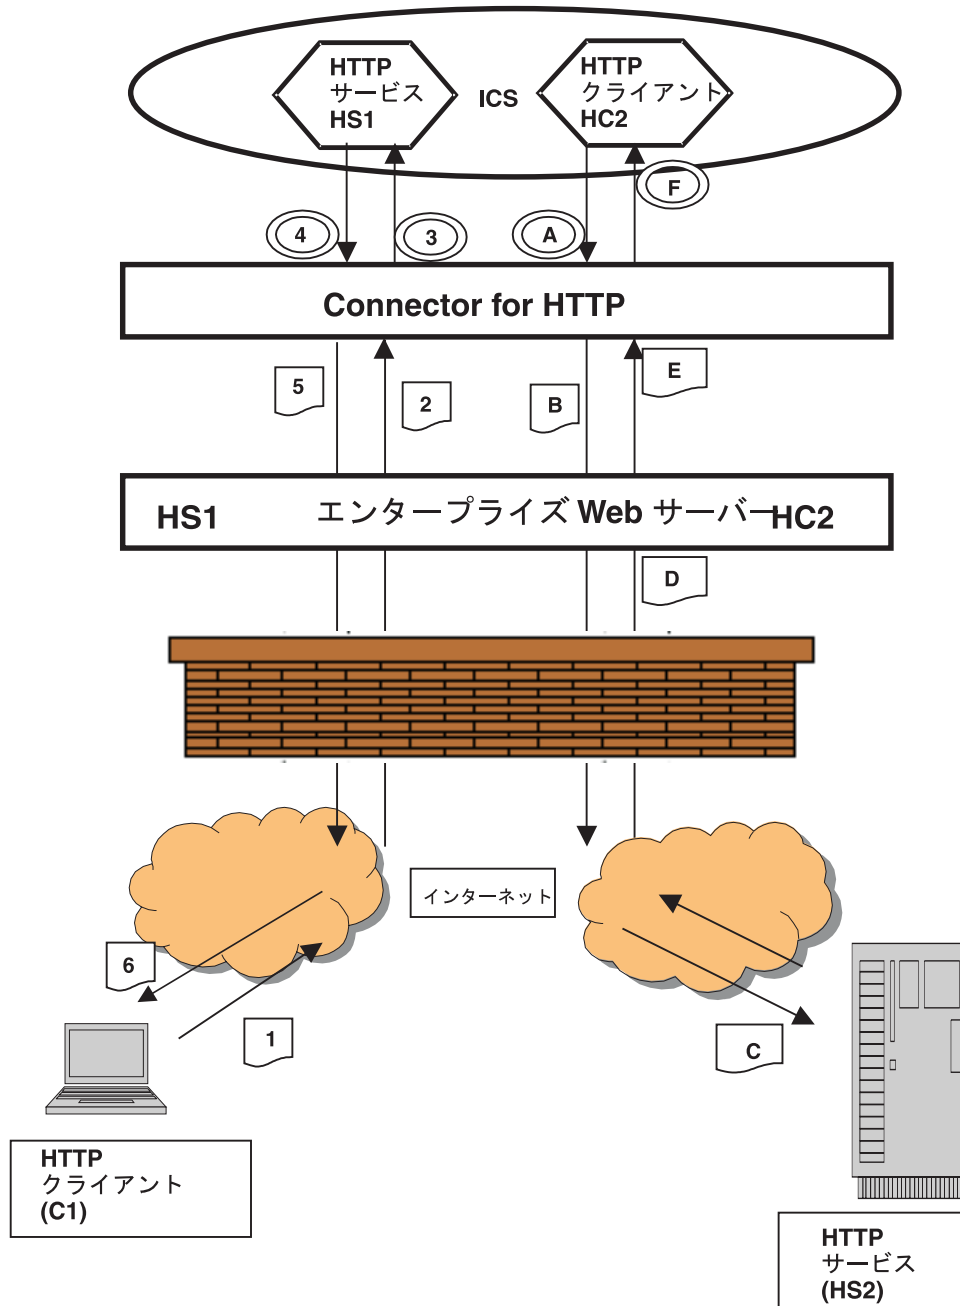 HTTP
サービス
HS1
ICS
HTTP
クライアント
HC2
F
4
3
A
Connector for HTTP
5
2
B
E
HS1
エンタープライズ Web サーバー
HC2
D
インターネット
6
1
C
HTTP
クライアント
(C1)
HTTP
サービス
(HS2)